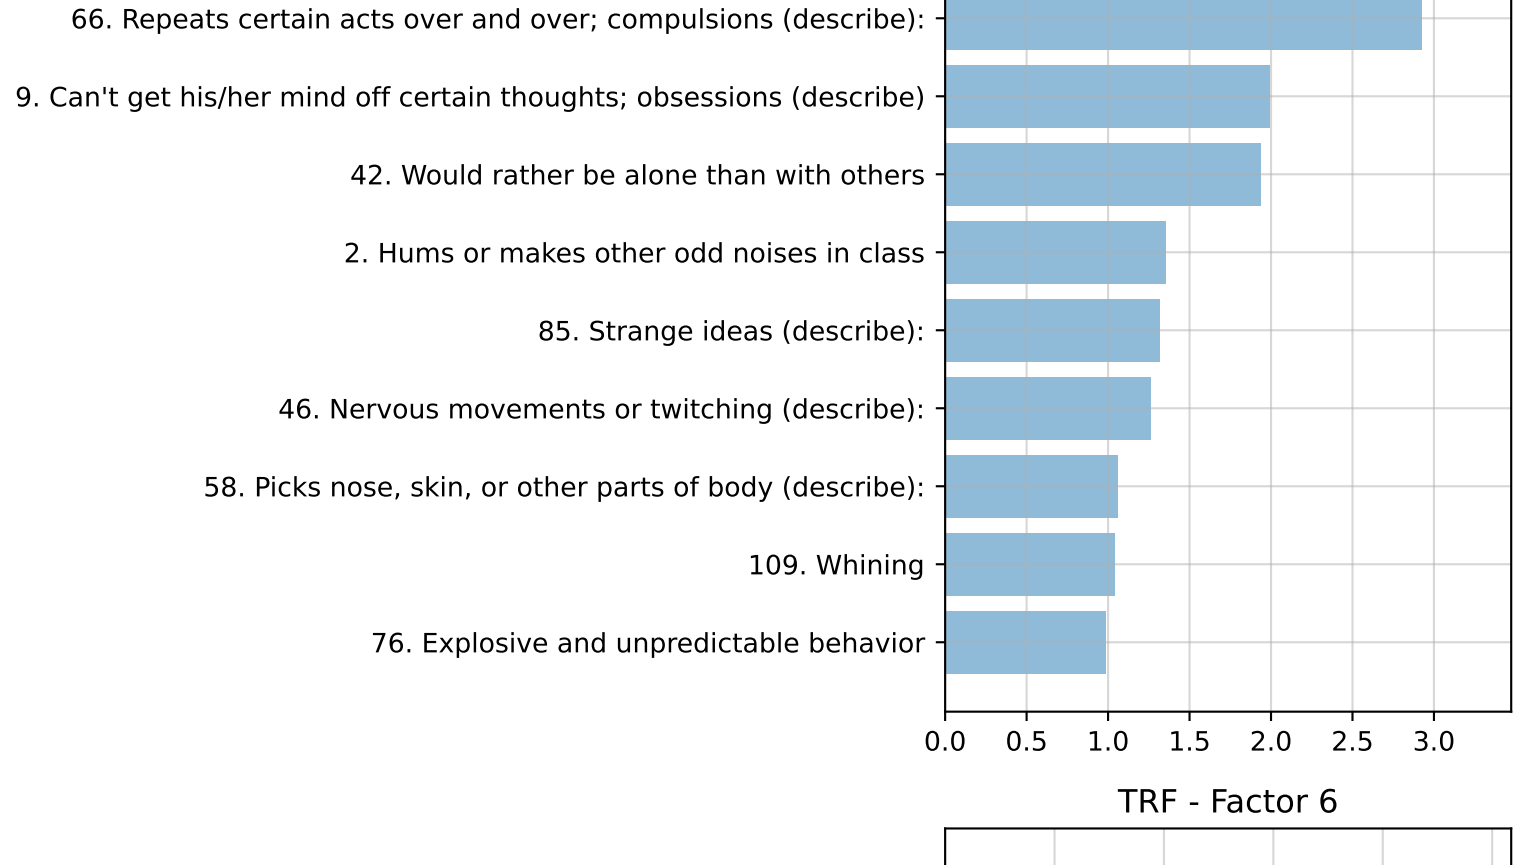 66. Repeats certain acts over and over; compulsions (describe):
9. Can't get his/her mind off certain thoughts; obsessions (describe)
42. Would rather be alone than with others
2. Hums or makes other odd noises in class
85. Strange ideas (describe):
46. Nervous movements or twitching (describe):
58. Picks nose, skin, or other parts of body (describe):
109. Whining
76. Explosive and unpredictable behavior
0.0 0.5 1.0 1.5 2.0 2.5 3.0
TRF - Factor 6